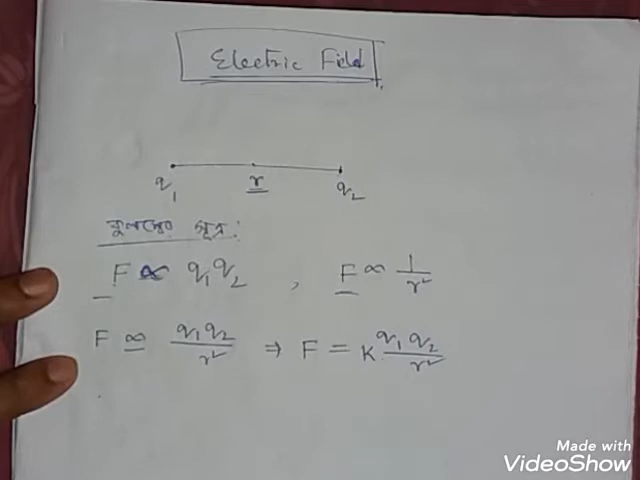 Electric Field
q₁ r q₂
কুলম্বের সূত্র:
F ∝ q₁q₂ , F ∝ 1/r²
F ∝ q₁q₂/r² ⇒ F = K q₁q₂/r²
Made with
VideoShow